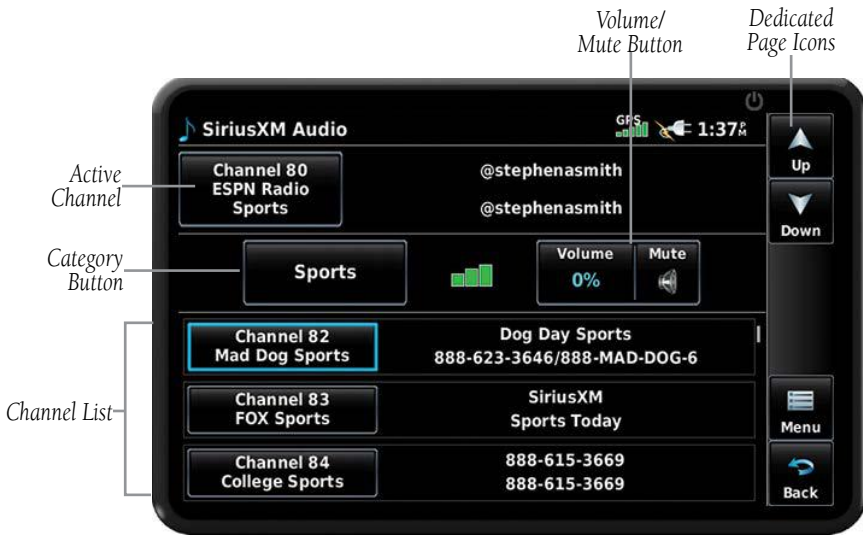 Volume/
Mute Button
Dedicated
Page Icons
SiriusXM Audio
GPS
1:37PM
Up
Active
Channel
Channel 80
ESPN Radio
Sports
@stephenasmith
@stephenasmith
Down
Category
Button
Sports
Volume
0%
Mute
Channel List
Channel 82
Mad Dog Sports
Dog Day Sports
888-623-3646/888-MAD-DOG-6
Channel 83
FOX Sports
SiriusXM
Sports Today
Menu
Channel 84
College Sports
888-615-3669
888-615-3669
Back